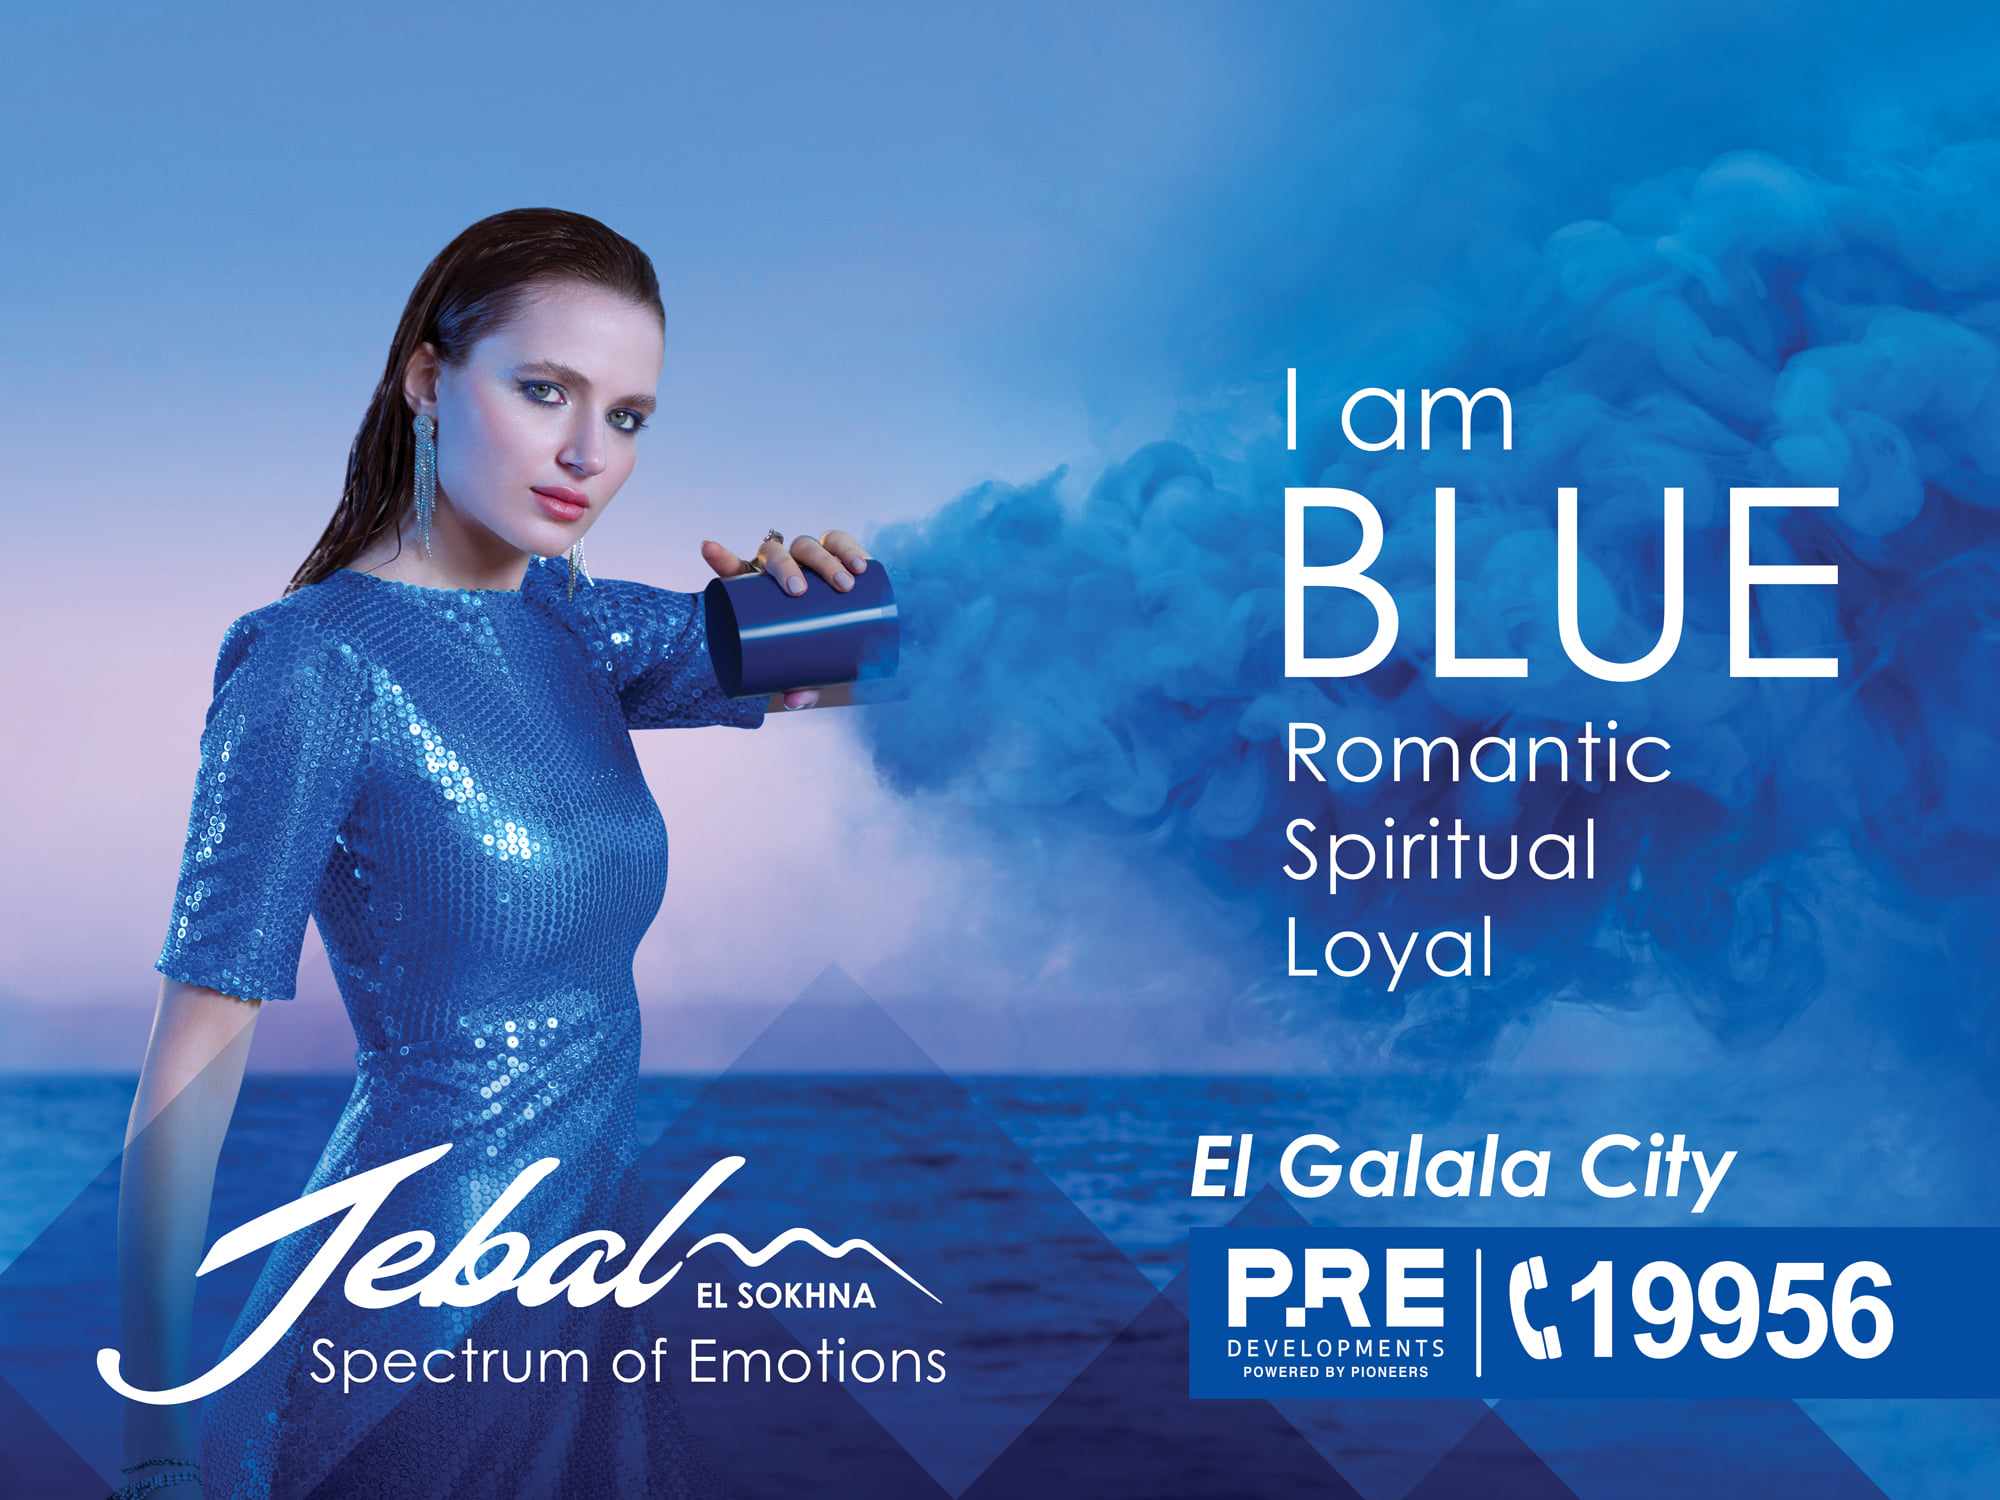 I am
BLUE
Romantic
Spiritual
Loyal
Jebal
EL SOKHNA
Spectrum of Emotions
El Galala City
PRE
DEVELOPMENTS
POWERED BY PIONEERS
19956